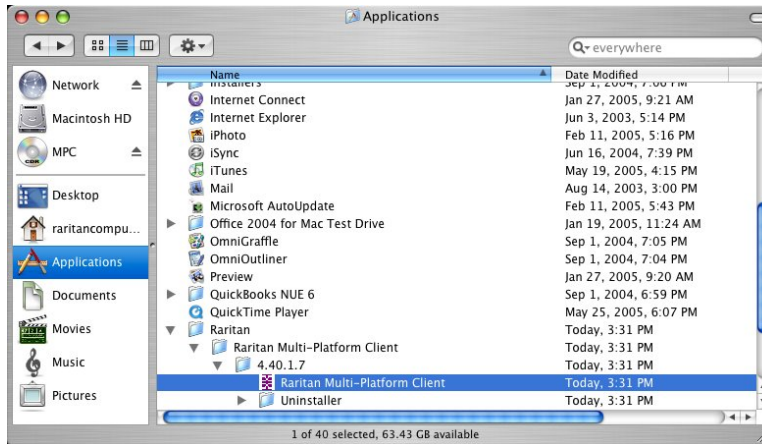 Applications
everywhere
Name Date Modified
Installers Sep 1, 2004, 7:00 PM
Internet Connect Jan 27, 2005, 9:21 AM
Internet Explorer Jun 3, 2003, 5:14 PM
iPhoto Feb 11, 2005, 5:16 PM
iSync Jun 16, 2004, 7:39 PM
iTunes May 19, 2005, 4:15 PM
Mail Aug 14, 2003, 3:00 PM
Microsoft AutoUpdate Feb 11, 2005, 5:43 PM
Office 2004 for Mac Test Drive Jan 19, 2005, 11:24 AM
OmniGraffle Sep 1, 2004, 7:05 PM
OmniOutliner Sep 1, 2004, 7:04 PM
Preview Jan 27, 2005, 9:20 AM
QuickBooks NUE 6 Sep 1, 2004, 6:59 PM
QuickTime Player May 25, 2005, 6:07 PM
Raritan Today, 3:31 PM
Raritan Multi-Platform Client Today, 3:31 PM
4.40.1.7 Today, 3:31 PM
Raritan Multi-Platform Client Today, 3:31 PM
Uninstaller Today, 3:31 PM
Network
Macintosh HD
MPC
CDR
Desktop
raritancompu...
Applications
Documents
Movies
Music
Pictures
1 of 40 selected, 63.43 GB available